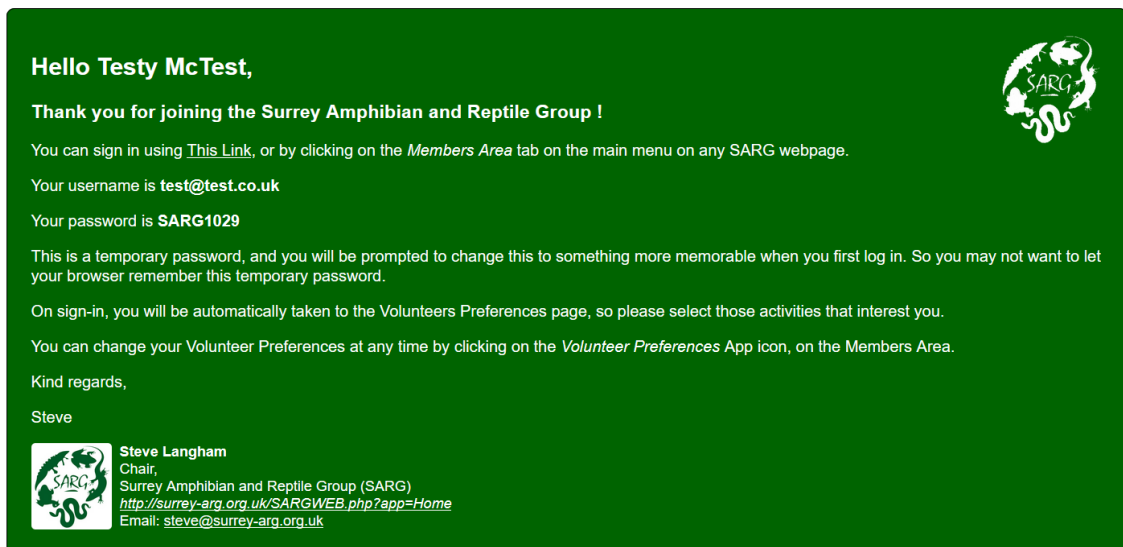 SARG
Hello Testy McTest,
Thank you for joining the Surrey Amphibian and Reptile Group !
You can sign in using This Link, or by clicking on the Members Area tab on the main menu on any SARG webpage.
Your username is test@test.co.uk
Your password is SARG1029
This is a temporary password, and you will be prompted to change this to something more memorable when you first log in. So you may not want to let
your browser remember this temporary password.
On sign-in, you will be automatically taken to the Volunteers Preferences page, so please select those activities that interest you.
You can change your Volunteer Preferences at any time by clicking on the Volunteer Preferences App icon, on the Members Area.
Kind regards,
Steve
SARG
Steve Langham
Chair,
Surrey Amphibian and Reptile Group (SARG)
http://surrey-arg.org.uk/SARGWEB.php?app=Home
Email: steve@surrey-arg.org.uk